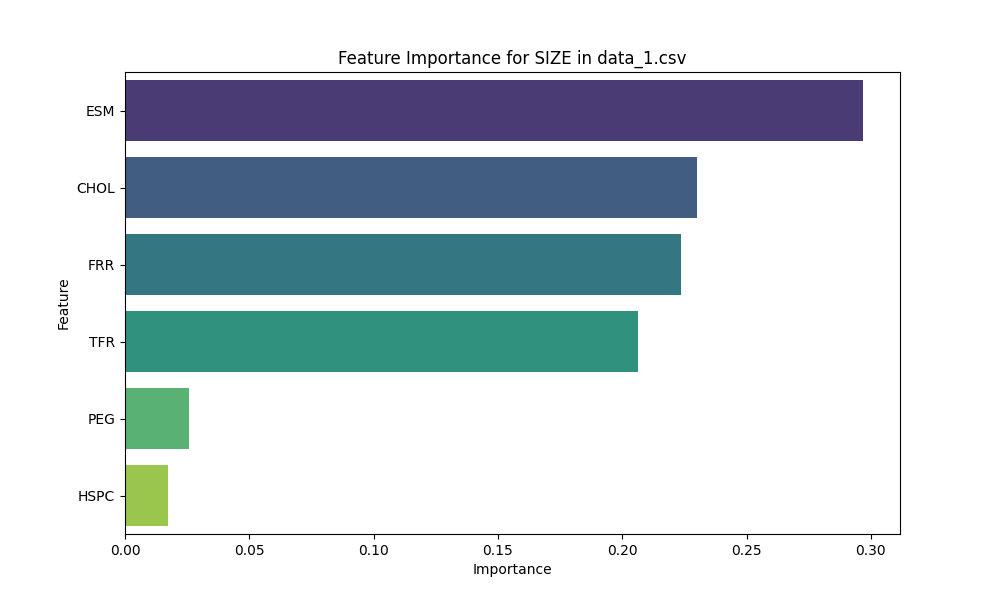 Feature Importance for SIZE in data_1.csv
ESM
CHOL
FRR
TFR
PEG
HSPC
Feature
0.00 0.05 0.10 0.15 0.20 0.25 0.30
Importance